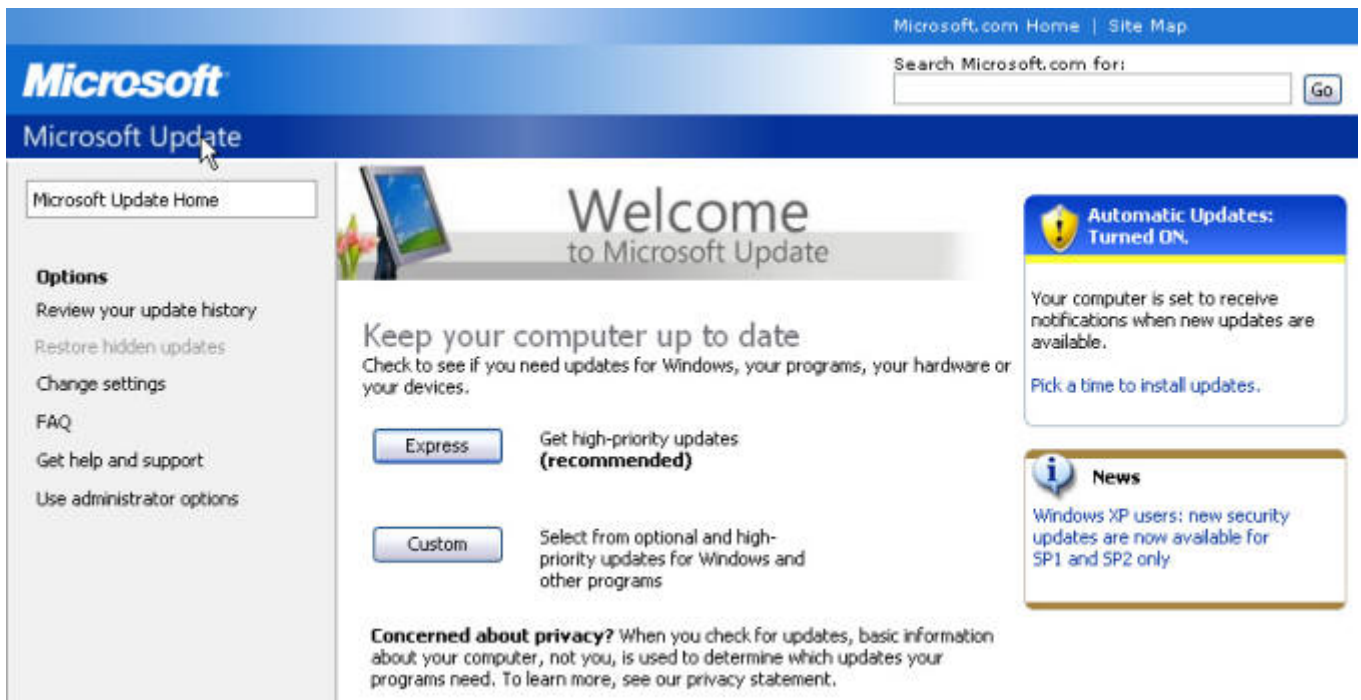 Microsoft.com Home | Site Map
Microsoft
Search Microsoft.com for:
Go
Microsoft Update
Microsoft Update Home
Options
Review your update history
Restore hidden updates
Change settings
FAQ
Get help and support
Use administrator options
Welcome
to Microsoft Update
Keep your computer up to date
Check to see if you need updates for Windows, your programs, your hardware or
your devices.
Express
Get high-priority updates
(recommended)
Custom
Select from optional and high-
priority updates for Windows and
other programs
Concerned about privacy? When you check for updates, basic information
about your computer, not you, is used to determine which updates your
programs need. To learn more, see our privacy statement.
Automatic Updates:
Turned ON.
Your computer is set to receive
notifications when new updates are
available.
Pick a time to install updates.
News
Windows XP users: new security
updates are now available for
SP1 and SP2 only